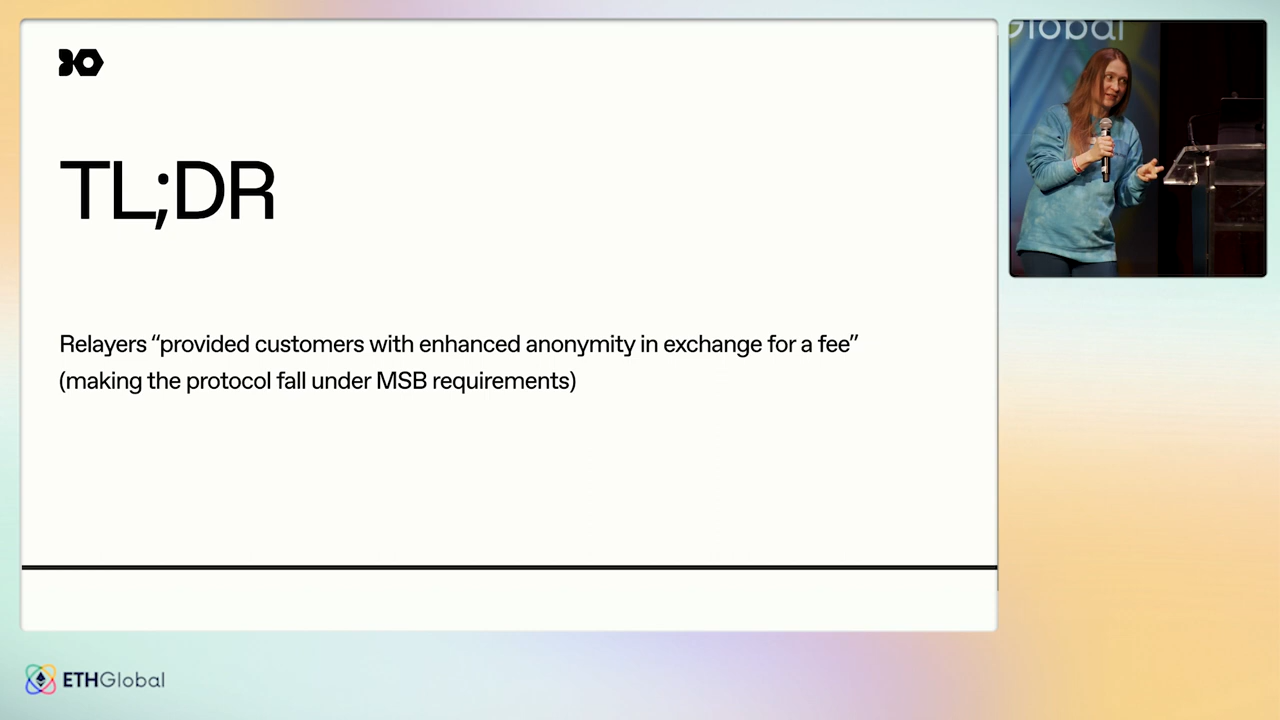 TL;DR
Relayers “provided customers with enhanced anonymity in exchange for a fee”
(making the protocol fall under MSB requirements)
Global
ETHGlobal